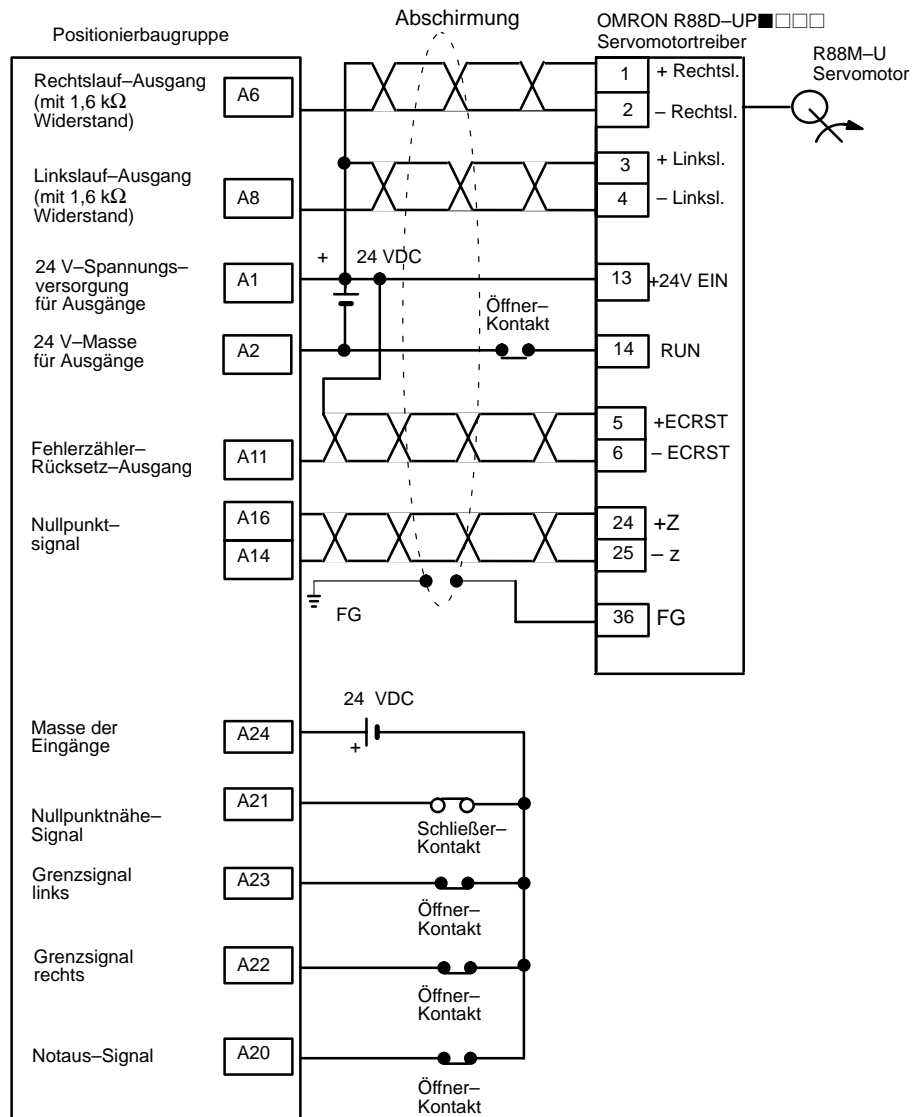 Abschirmung
OMRON R88D–UP■□□□
Servomotortreiber
Positionierbaugruppe
R88M–U
Servomotor
Rechtslauf–Ausgang
(mit 1,6 kΩ
Widerstand)
A6
1
+ Rechtsl.
2
– Rechtsl.
Linkslauf–Ausgang
(mit 1,6 kΩ
Widerstand)
A8
3
+ Linksl.
4
– Linksl.
24 V–Spannungs–
versorgung
für Ausgänge
A1
+ 24 VDC
13
+24V EIN
24 V–Masse
für Ausgänge
A2
Öffner–
Kontakt
14
RUN
Fehlerzähler–
Rücksetz–Ausgang
A11
5
+ECRST
6
– ECRST
Nullpunkt–
signal
A16
A14
24
+Z
25
– z
FG
36
FG
24 VDC
+
Masse der
Eingänge
A24
Nullpunktnähe–
Signal
A21
Schließer–
Kontakt
Grenzsignal
links
A23
Öffner–
Kontakt
Grenzsignal
rechts
A22
Öffner–
Kontakt
Notaus–Signal
A20
Öffner–
Kontakt